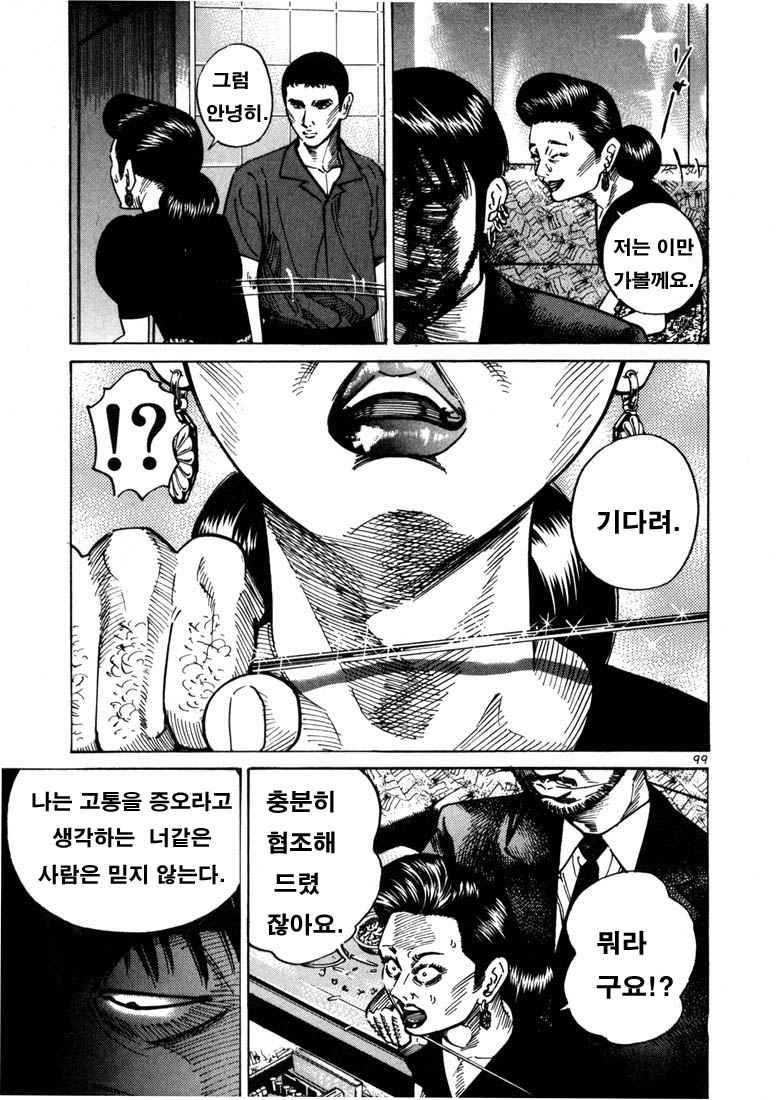 저는 이만
가볼께요.
그럼
안녕히.
기다려.
!?
99
뭐라
구요!?
충분히
협조해
드렸
잖아요.
나는 고통을 증오라고
생각하는 너같은
사람은 믿지 않는다.